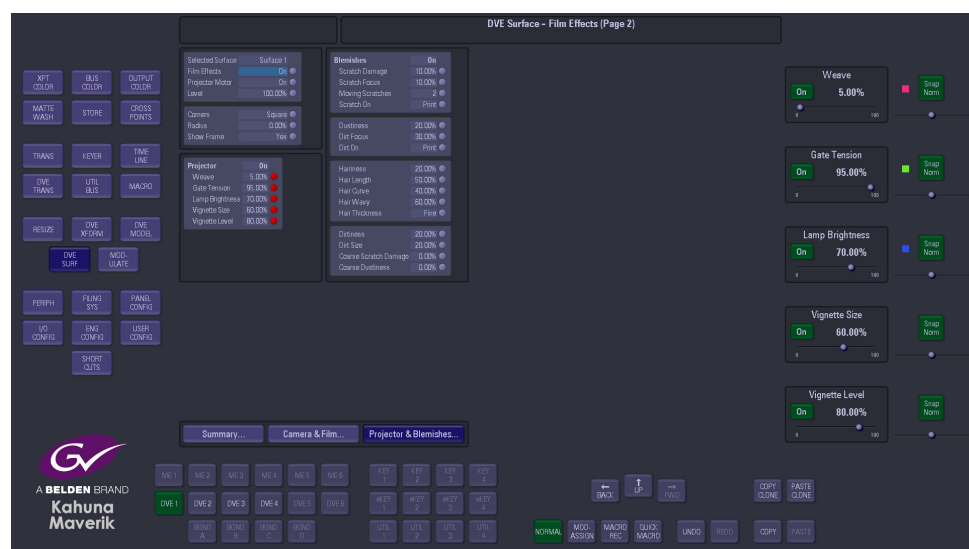 DVE Surface - Film Effects (Page 2)
XPT COLOR
BUS COLOR
OUTPUT COLOR
MATTE WASH
STORE
CROSS POINTS
TRANS
KEYER
TIME LINE
DVE TRANS
UTIL BUS
MACRO
RESIZE
DVE XFORM
DVE MODEL
DVE SURF
MOD- ULATE
PERIPH
FILING SYS
PANEL CONFIG
I/O CONFIG
ENG CONFIG
USER CONFIG
SHORT CUTS
Selected Surface Surface 1
Film Effects On
Projector Motor On
Level 100.00%
Corners Square
Radius 0.00%
Show Frame Yes
Projector On
Weave 5.00%
Gate Tension 95.00%
Lamp Brightness 70.00%
Vignette Size 60.00%
Vignette Level 80.00%
Blemishes On
Scratch Damage 10.00%
Scratch Focus 10.00%
Moving Scratches 2
Scratch On Print
Dustiness 20.00%
Dirt Focus 30.00%
Dirt On Print
Hairiness 20.00%
Hair Length 50.00%
Hair Curve 40.00%
Hair Wavy 60.00%
Hair Thickness Fine
Dirtiness 20.00%
Dirt Size 20.00%
Coarse Scratch Damage 0.00%
Coarse Dustiness 0.00%
Weave
On 5.00%
Snap Norm
100
Gate Tension
On 95.00%
Snap Norm
100
Lamp Brightness
On 70.00%
Snap Norm
100
Vignette Size
On 60.00%
Snap Norm
100
Vignette Level
On 80.00%
Snap Norm
100
Summary... Camera & Film... Projector & Blemishes...
GV
A BELDEN BRAND
Kahuna
Maverik
ME 1 ME 2 ME 3 ME 4 ME 5 ME 6
DVE 1 DVE 2 DVE 3 DVE 4 DVE 5 DVE 6
BGND A BGND B BGND C BGND D
KEY 1 KEY 2 KEY 3 KEY 4
eKEY 1 eKEY 2 eKEY 3 eKEY 4
UTIL 1 UTIL 2 UTIL 3 UTIL 4
BACK UP FWD
COPY CLONE PASTE CLONE
NORMAL MOD- ASSIGN MACRO REC QUICK MACRO UNDO REDO COPY PASTE